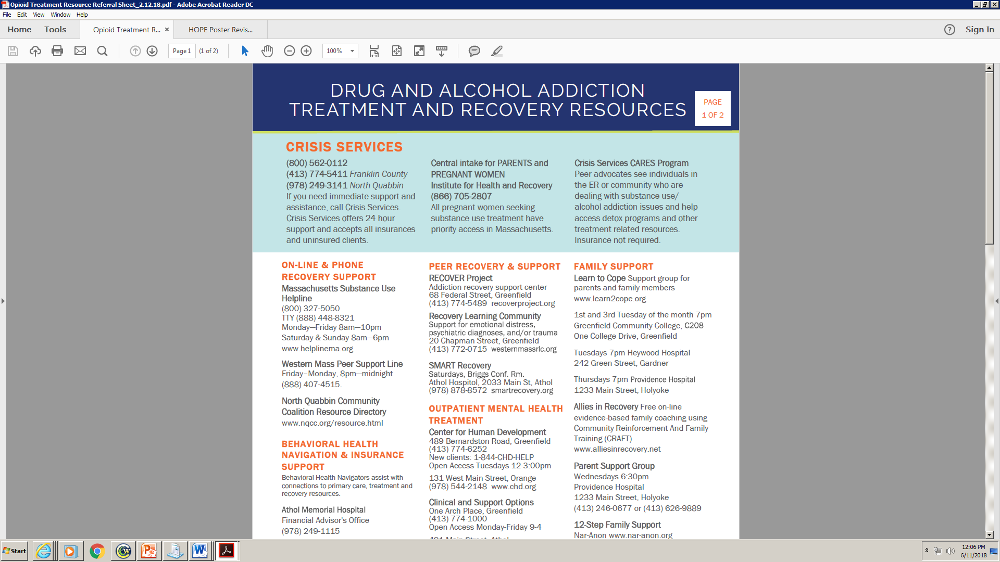 Opioid Treatment Resource Referral Sheet_2.12.18.pdf - Adobe Acrobat Reader DC
File Edit View Window Help
Home Tools Opioid Treatment R... × HOPE Poster Revis... ? Sign In
Page 1 (1 of 2) 100%
DRUG AND ALCOHOL ADDICTION
TREATMENT AND RECOVERY RESOURCES
PAGE
1 OF 2
CRISIS SERVICES
(800) 562-0112
(413) 774-5411 Franklin County
(978) 249-3141 North Quabbin
If you need immediate support and
assistance, call Crisis Services.
Crisis Services offers 24 hour
support and accepts all insurances
and uninsured clients.
Central intake for PARENTS and
PREGNANT WOMEN
Institute for Health and Recovery
(866) 705-2807
All pregnant women seeking
substance use treatment have
priority access in Massachusetts.
Crisis Services CARES Program
Peer advocates see individuals in
the ER or community who are
dealing with substance use/
alcohol addiction issues and help
access detox programs and other
treatment related resources.
Insurance not required.
ON-LINE & PHONE
RECOVERY SUPPORT
Massachusetts Substance Use
Helpline
(800) 327-5050
TTY (888) 448-8321
Monday—Friday 8am—10pm
Saturday & Sunday 8am—6pm
www.helplinema.org
Western Mass Peer Support Line
Friday–Monday, 8pm—midnight
(888) 407-4515.
North Quabbin Community
Coalition Resource Directory
www.nqcc.org/resource.html
BEHAVIORAL HEALTH
NAVIGATION & INSURANCE
SUPPORT
Behavioral Health Navigators assist with
connections to primary care, treatment and
recovery resources.
Athol Memorial Hospital
Financial Advisor's Office
(978) 249-1115
PEER RECOVERY & SUPPORT
RECOVER Project
Addiction recovery support center
68 Federal Street, Greenfield
(413) 774-5489 recoverproject.org
Recovery Learning Community
Support for emotional distress,
psychiatric diagnoses, and/or trauma
20 Chapman Street, Greenfield
(413) 772-0715 westernmassrlc.org
SMART Recovery
Saturdays, Briggs Conf. Rm.
Athol Hospitol, 2033 Main St, Athol
(978) 878-8572 smartrecovery.org
OUTPATIENT MENTAL HEALTH
TREATMENT
Center for Human Development
489 Bernardston Road, Greenfield
(413) 774-6252
New clients: 1-844-CHD-HELP
Open Access Tuesdays 12-3:00pm
131 West Main Street, Orange
(978) 544-2148 www.chd.org
Clinical and Support Options
One Arch Place, Greenfield
(413) 774-1000
Open Access Monday-Friday 9-4
491 Main Street, Athol
FAMILY SUPPORT
Learn to Cope Support group for
parents and family members
www.learn2cope.org
1st and 3rd Tuesday of the month 7pm
Greenfield Community College, C208
One College Drive, Greenfield
Tuesdays 7pm Heywood Hospital
242 Green Street, Gardner
Thursdays 7pm Providence Hospital
1233 Main Street, Holyoke
Allies in Recovery Free on-line
evidence-based family coaching using
Community Reinforcement And Family
Training (CRAFT)
www.alliesinrecovery.net
Parent Support Group
Wednesdays 6:30pm
Providence Hospital
1233 Main Street, Holyoke
(413) 246-0677 or (413) 626-9889
12-Step Family Support
Nar-Anon www.nar-anon.org
Start 12:06 PM
6/11/2018